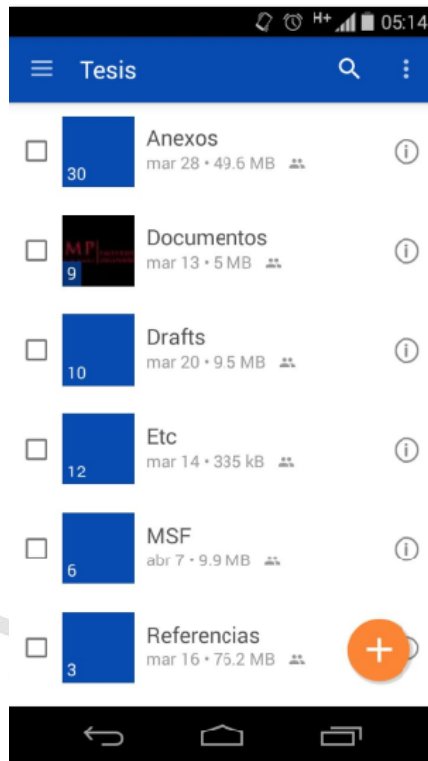 H+ 05:14
Tesis
Anexos
30
mar 28 • 49.6 MB
Documentos
MP
9
mar 13 • 5 MB
Drafts
10
mar 20 • 9.5 MB
Etc
12
mar 14 • 335 kB
MSF
6
abr 7 • 9.9 MB
Referencias
3
mar 16 • 76.2 MB